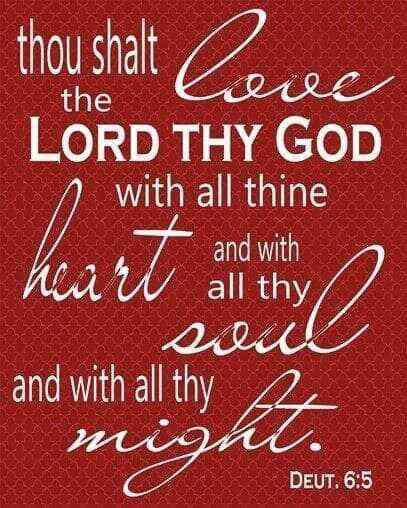 thou shalt love
the
LORD THY GOD
with all thine
heart and with
all thy
soul
and with all thy
might.
DEUT. 6:5